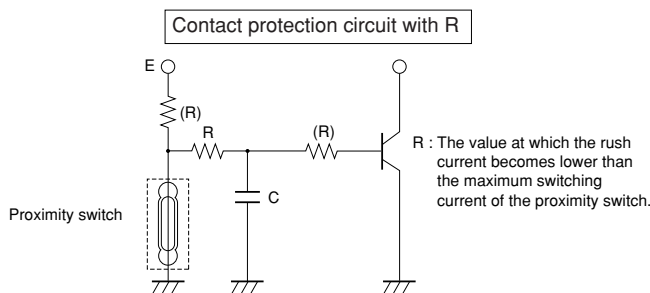 Contact protection circuit with R
E
(R)
R
(R)
R : The value at which the rush
current becomes lower than
the maximum switching
current of the proximity switch.
C
Proximity switch